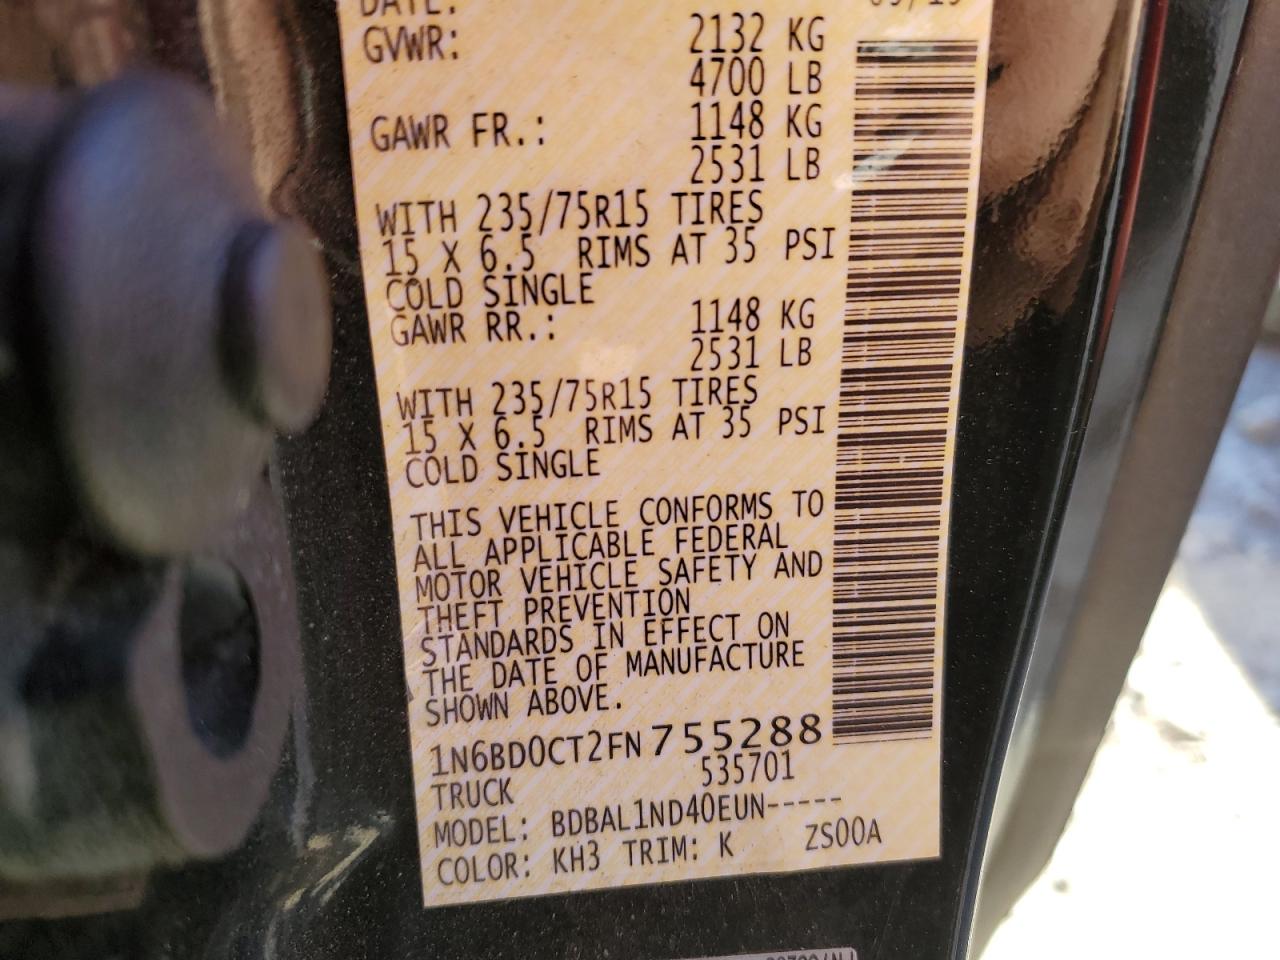 DATE:
GVWR: 2132 KG
4700 LB
GAWR FR.: 1148 KG
2531 LB
WITH 235/75R15 TIRES
15 X 6.5 RIMS AT 35 PSI
COLD SINGLE
GAWR RR.: 1148 KG
2531 LB
WITH 235/75R15 TIRES
15 X 6.5 RIMS AT 35 PSI
COLD SINGLE
THIS VEHICLE CONFORMS TO
ALL APPLICABLE FEDERAL
MOTOR VEHICLE SAFETY AND
THEFT PREVENTION
STANDARDS IN EFFECT ON
THE DATE OF MANUFACTURE
SHOWN ABOVE.
1N6BD0CT2FN755288
TRUCK 535701
MODEL: BDBAL1ND40EUN-----
COLOR: KH3 TRIM: K ZS00A